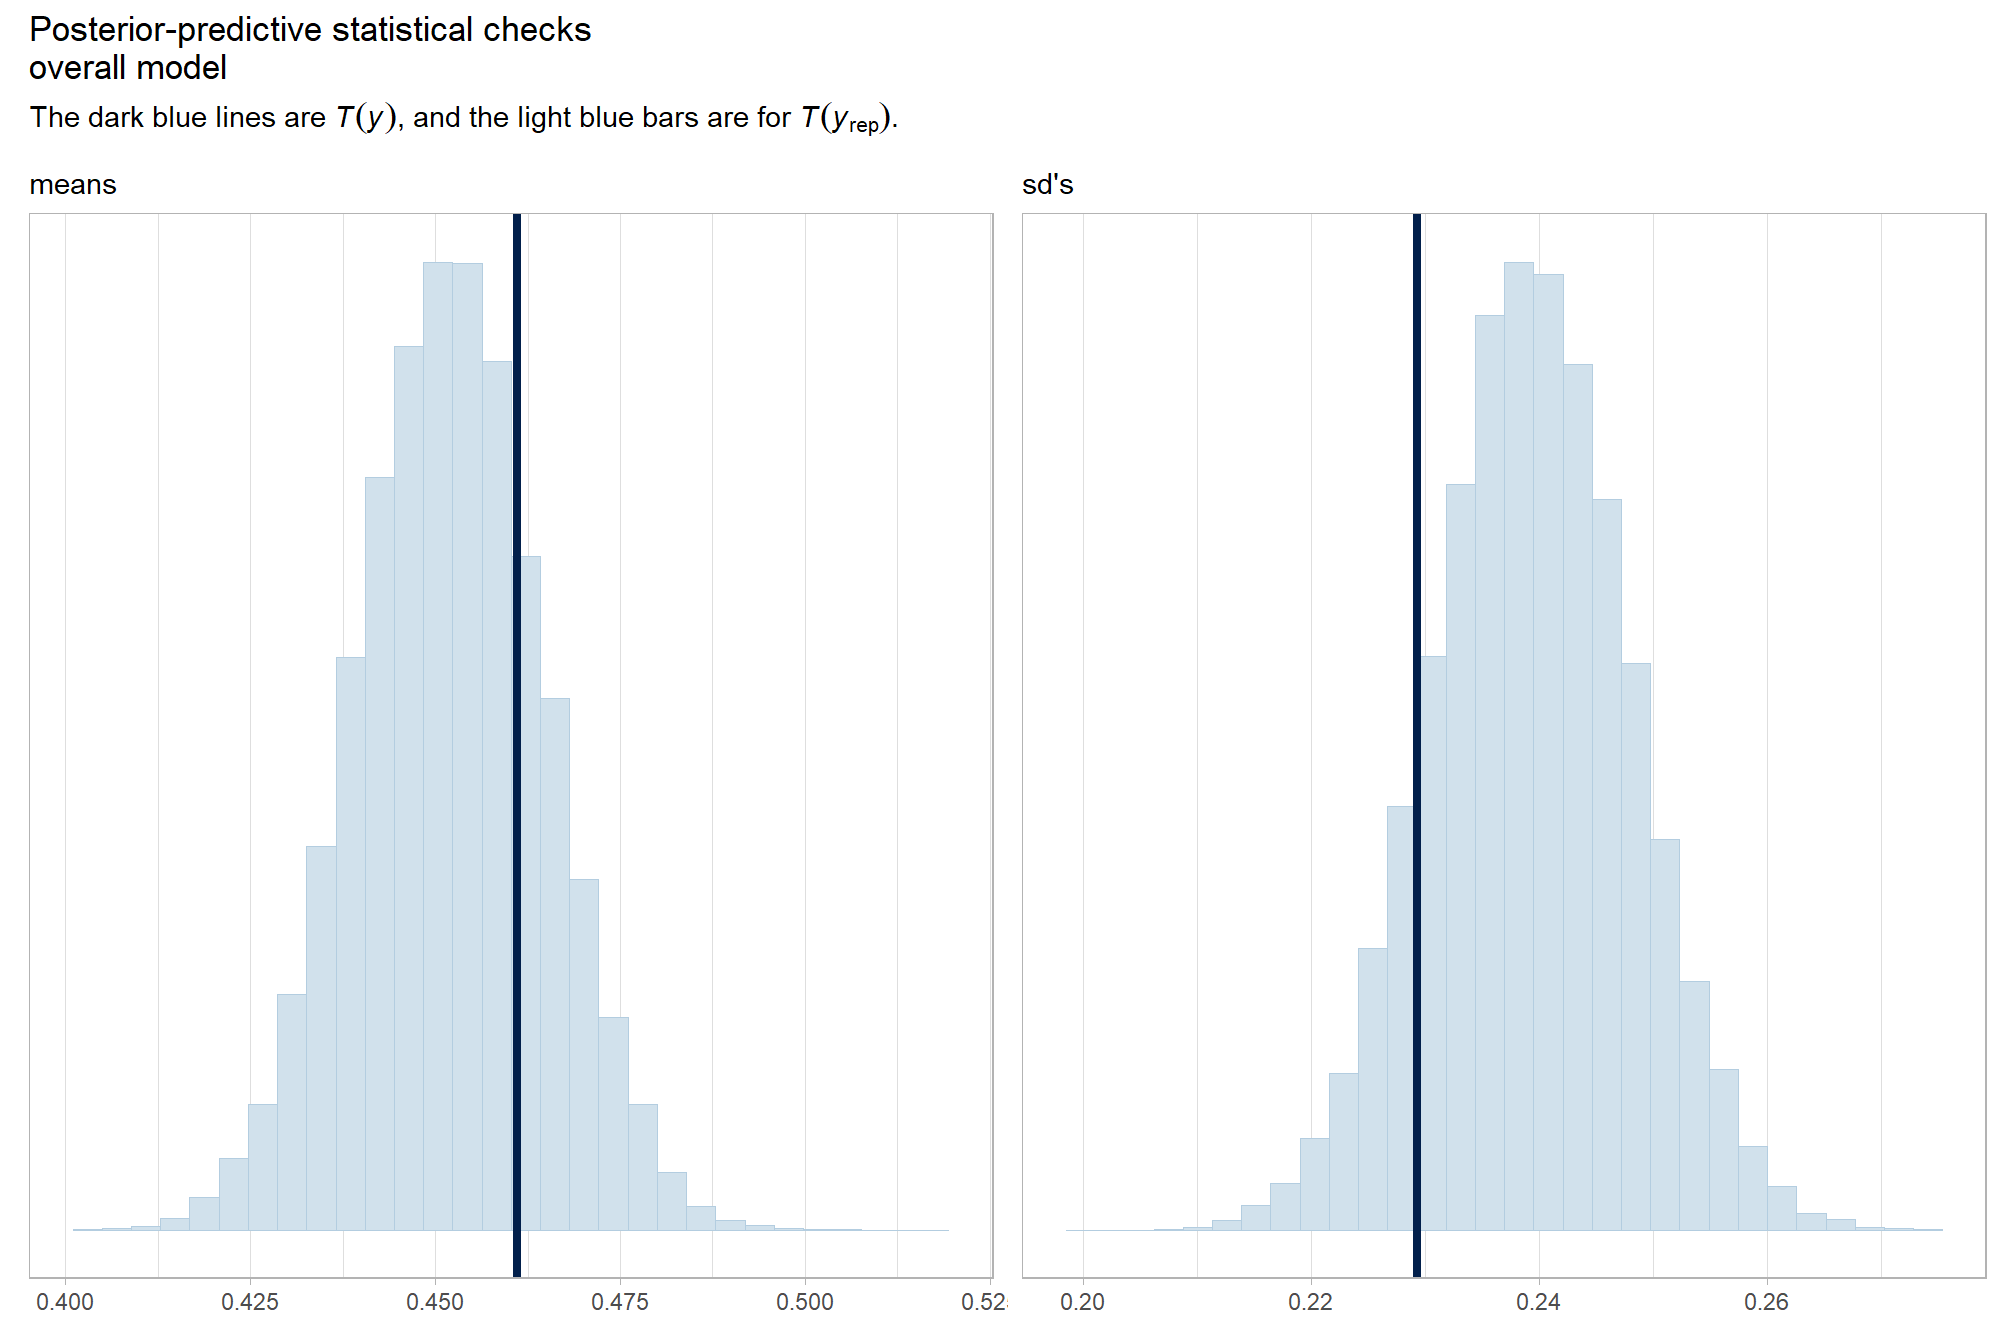 Posterior-predictive statistical checks
overall model
The dark blue lines are T(y), and the light blue bars are for T(yrep).
means
sd's
0.400 0.425 0.450 0.475 0.500 0.52
0.20 0.22 0.24 0.26